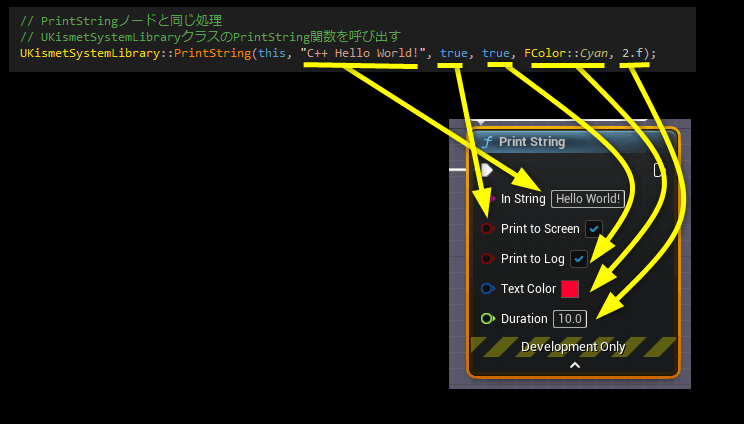 // PrintStringノードと同じ処理
// UKismetSystemLibraryクラスのPrintString関数を呼び出す
UKismetSystemLibrary::PrintString(this, "C++ Hello World!", true, true, FColor::Cyan, 2.f);
f Print String
In String Hello World!
Print to Screen
Print to Log
Text Color
Duration 10.0
Development Only